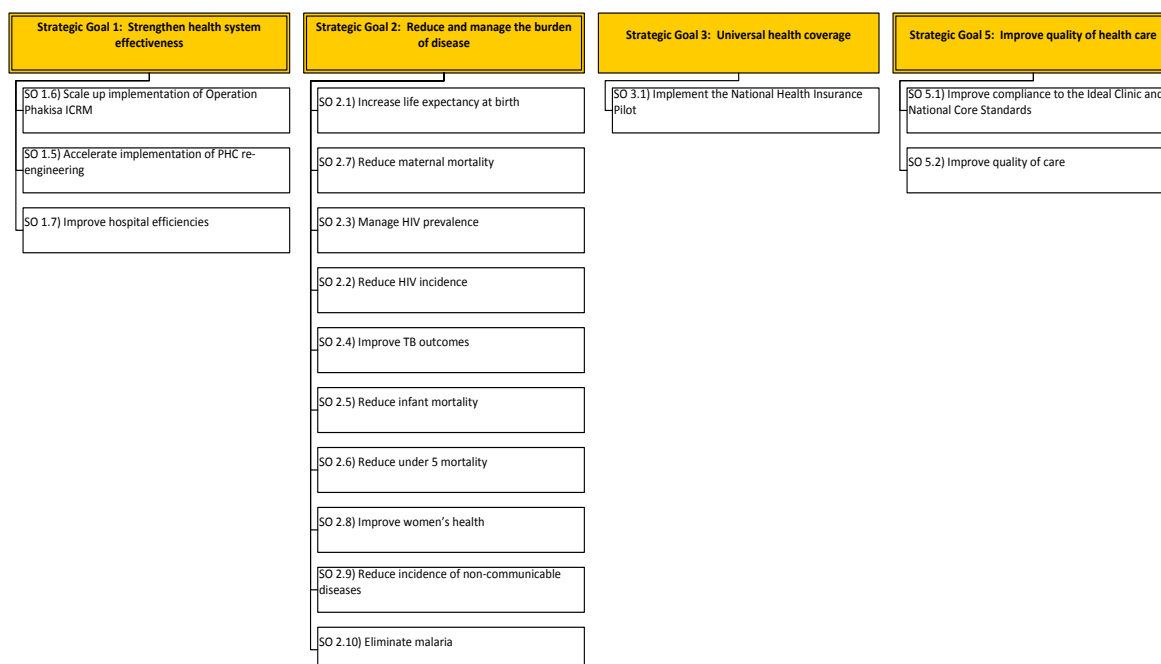 Strategic Goal 1:  Strengthen health system
effectiveness
SO 1.6) Scale up implementation of Operation
Phakisa ICRM
SO 1.5) Accelerate implementation of PHC re-
engineering
SO 1.7) Improve hospital efficiencies
Strategic Goal 2:  Reduce and manage the burden
of disease
SO 2.1) Increase life expectancy at birth
SO 2.7) Reduce maternal mortality
SO 2.3) Manage HIV prevalence
SO 2.2) Reduce HIV incidence
SO 2.4) Improve TB outcomes
SO 2.5) Reduce infant mortality
SO 2.6) Reduce under 5 mortality
SO 2.8) Improve women's health
SO 2.9) Reduce incidence of non-communicable
diseases
SO 2.10) Eliminate malaria
Strategic Goal 3:  Universal health coverage
SO 3.1) Implement the National Health Insurance
Pilot
Strategic Goal 5:  Improve quality of health care
SO 5.1) Improve compliance to the Ideal Clinic and
National Core Standards
SO 5.2) Improve quality of care